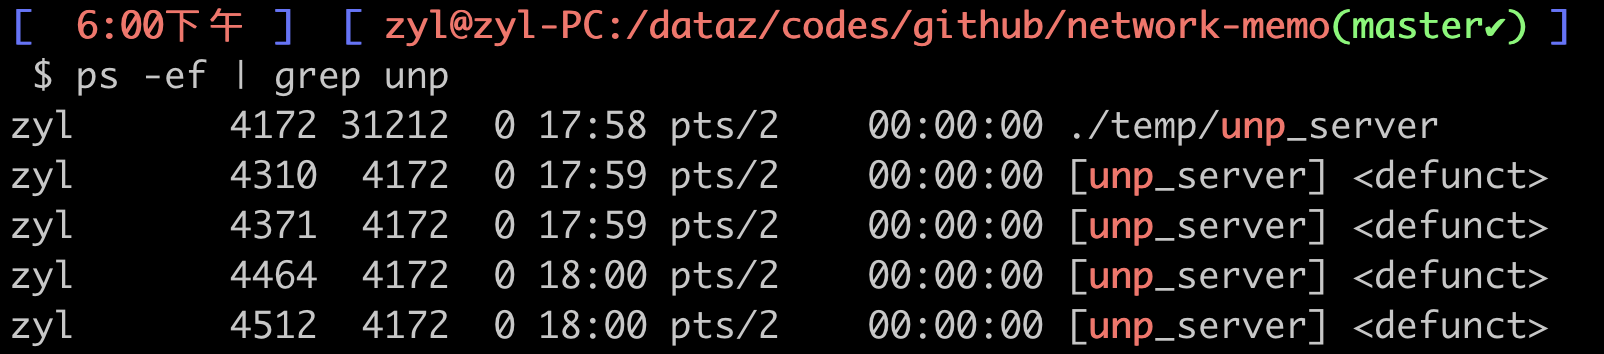 [  6:00下午 ]  [ zyl@zyl-PC:/dataz/codes/github/network-memo(master✔) ]
$ ps -ef | grep unp
zyl       4172 31212  0 17:58 pts/2    00:00:00 ./temp/unp_server
zyl       4310  4172  0 17:59 pts/2    00:00:00 [unp_server] <defunct>
zyl       4371  4172  0 17:59 pts/2    00:00:00 [unp_server] <defunct>
zyl       4464  4172  0 18:00 pts/2    00:00:00 [unp_server] <defunct>
zyl       4512  4172  0 18:00 pts/2    00:00:00 [unp_server] <defunct>